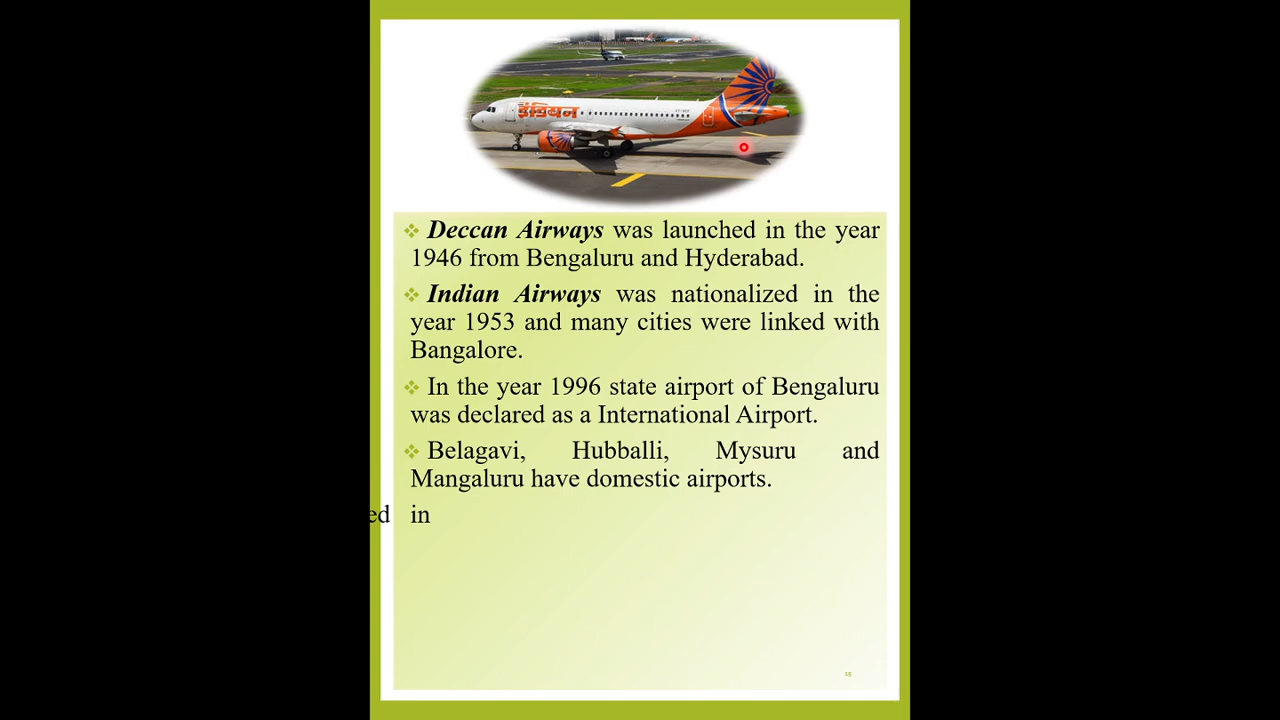 इंडियन
Deccan Airways was launched in the year
1946 from Bengaluru and Hyderabad.
Indian Airways was nationalized in the
year 1953 and many cities were linked with
Bangalore.
In the year 1996 state airport of Bengaluru
was declared as a International Airport.
Belagavi, Hubballi, Mysuru and
Mangaluru have domestic airports.
ed in
15